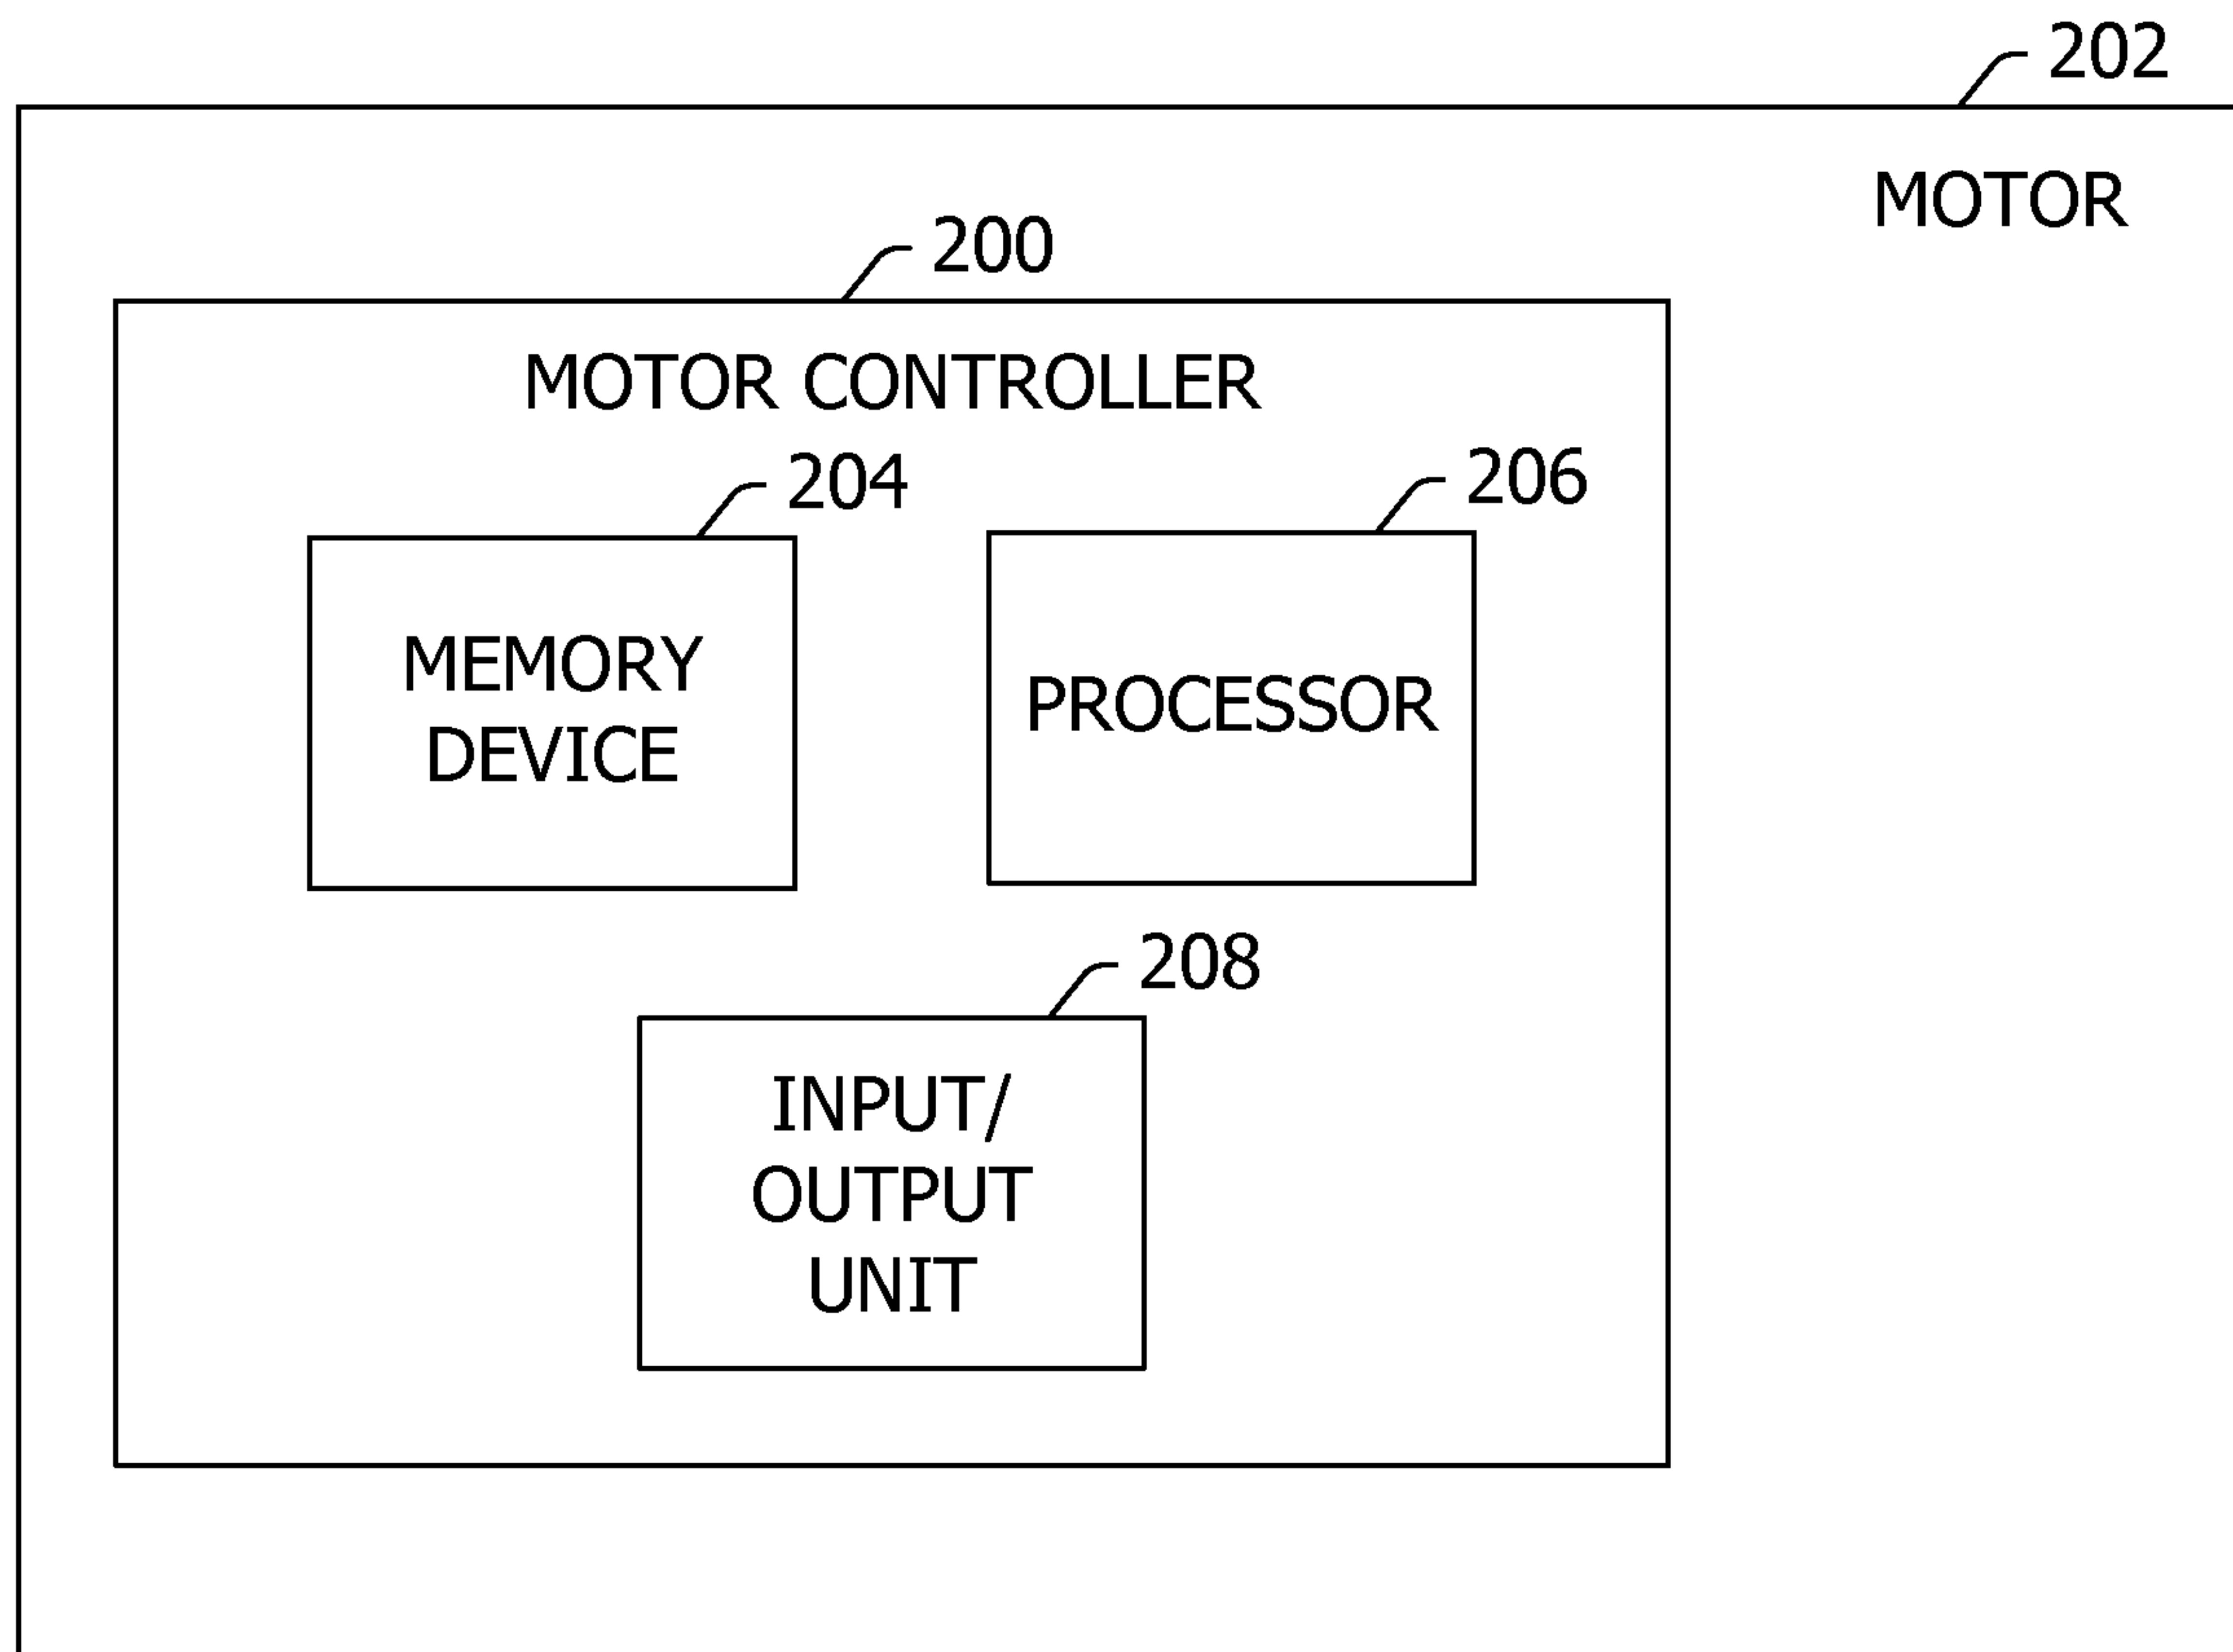 202
MOTOR
200
MOTOR CONTROLLER
204
206
MEMORY
DEVICE
PROCESSOR
208
INPUT/
OUTPUT
UNIT